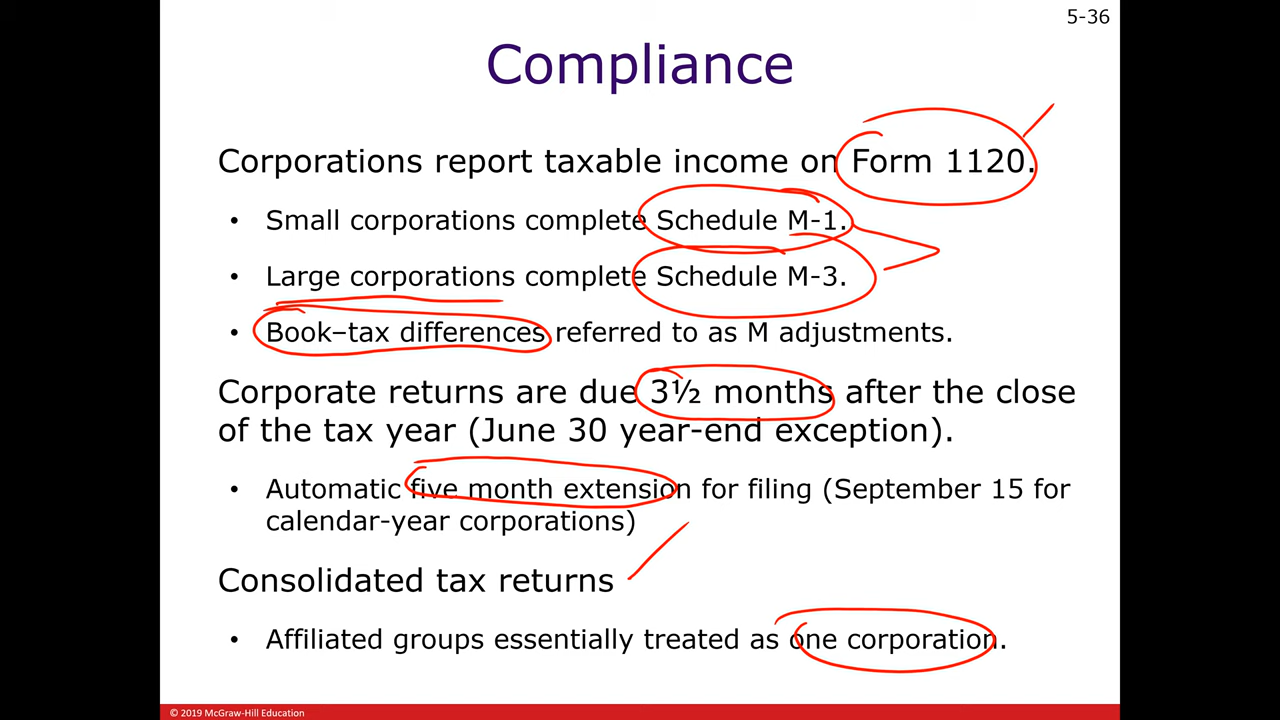 5-36
Compliance
Corporations report taxable income on Form 1120.
• Small corporations complete Schedule M-1.
• Large corporations complete Schedule M-3.
• Book–tax differences referred to as M adjustments.
Corporate returns are due 3½ months after the close
of the tax year (June 30 year-end exception).
• Automatic five month extension for filing (September 15 for
calendar-year corporations)
Consolidated tax returns
• Affiliated groups essentially treated as one corporation.
© 2019 McGraw-Hill Education